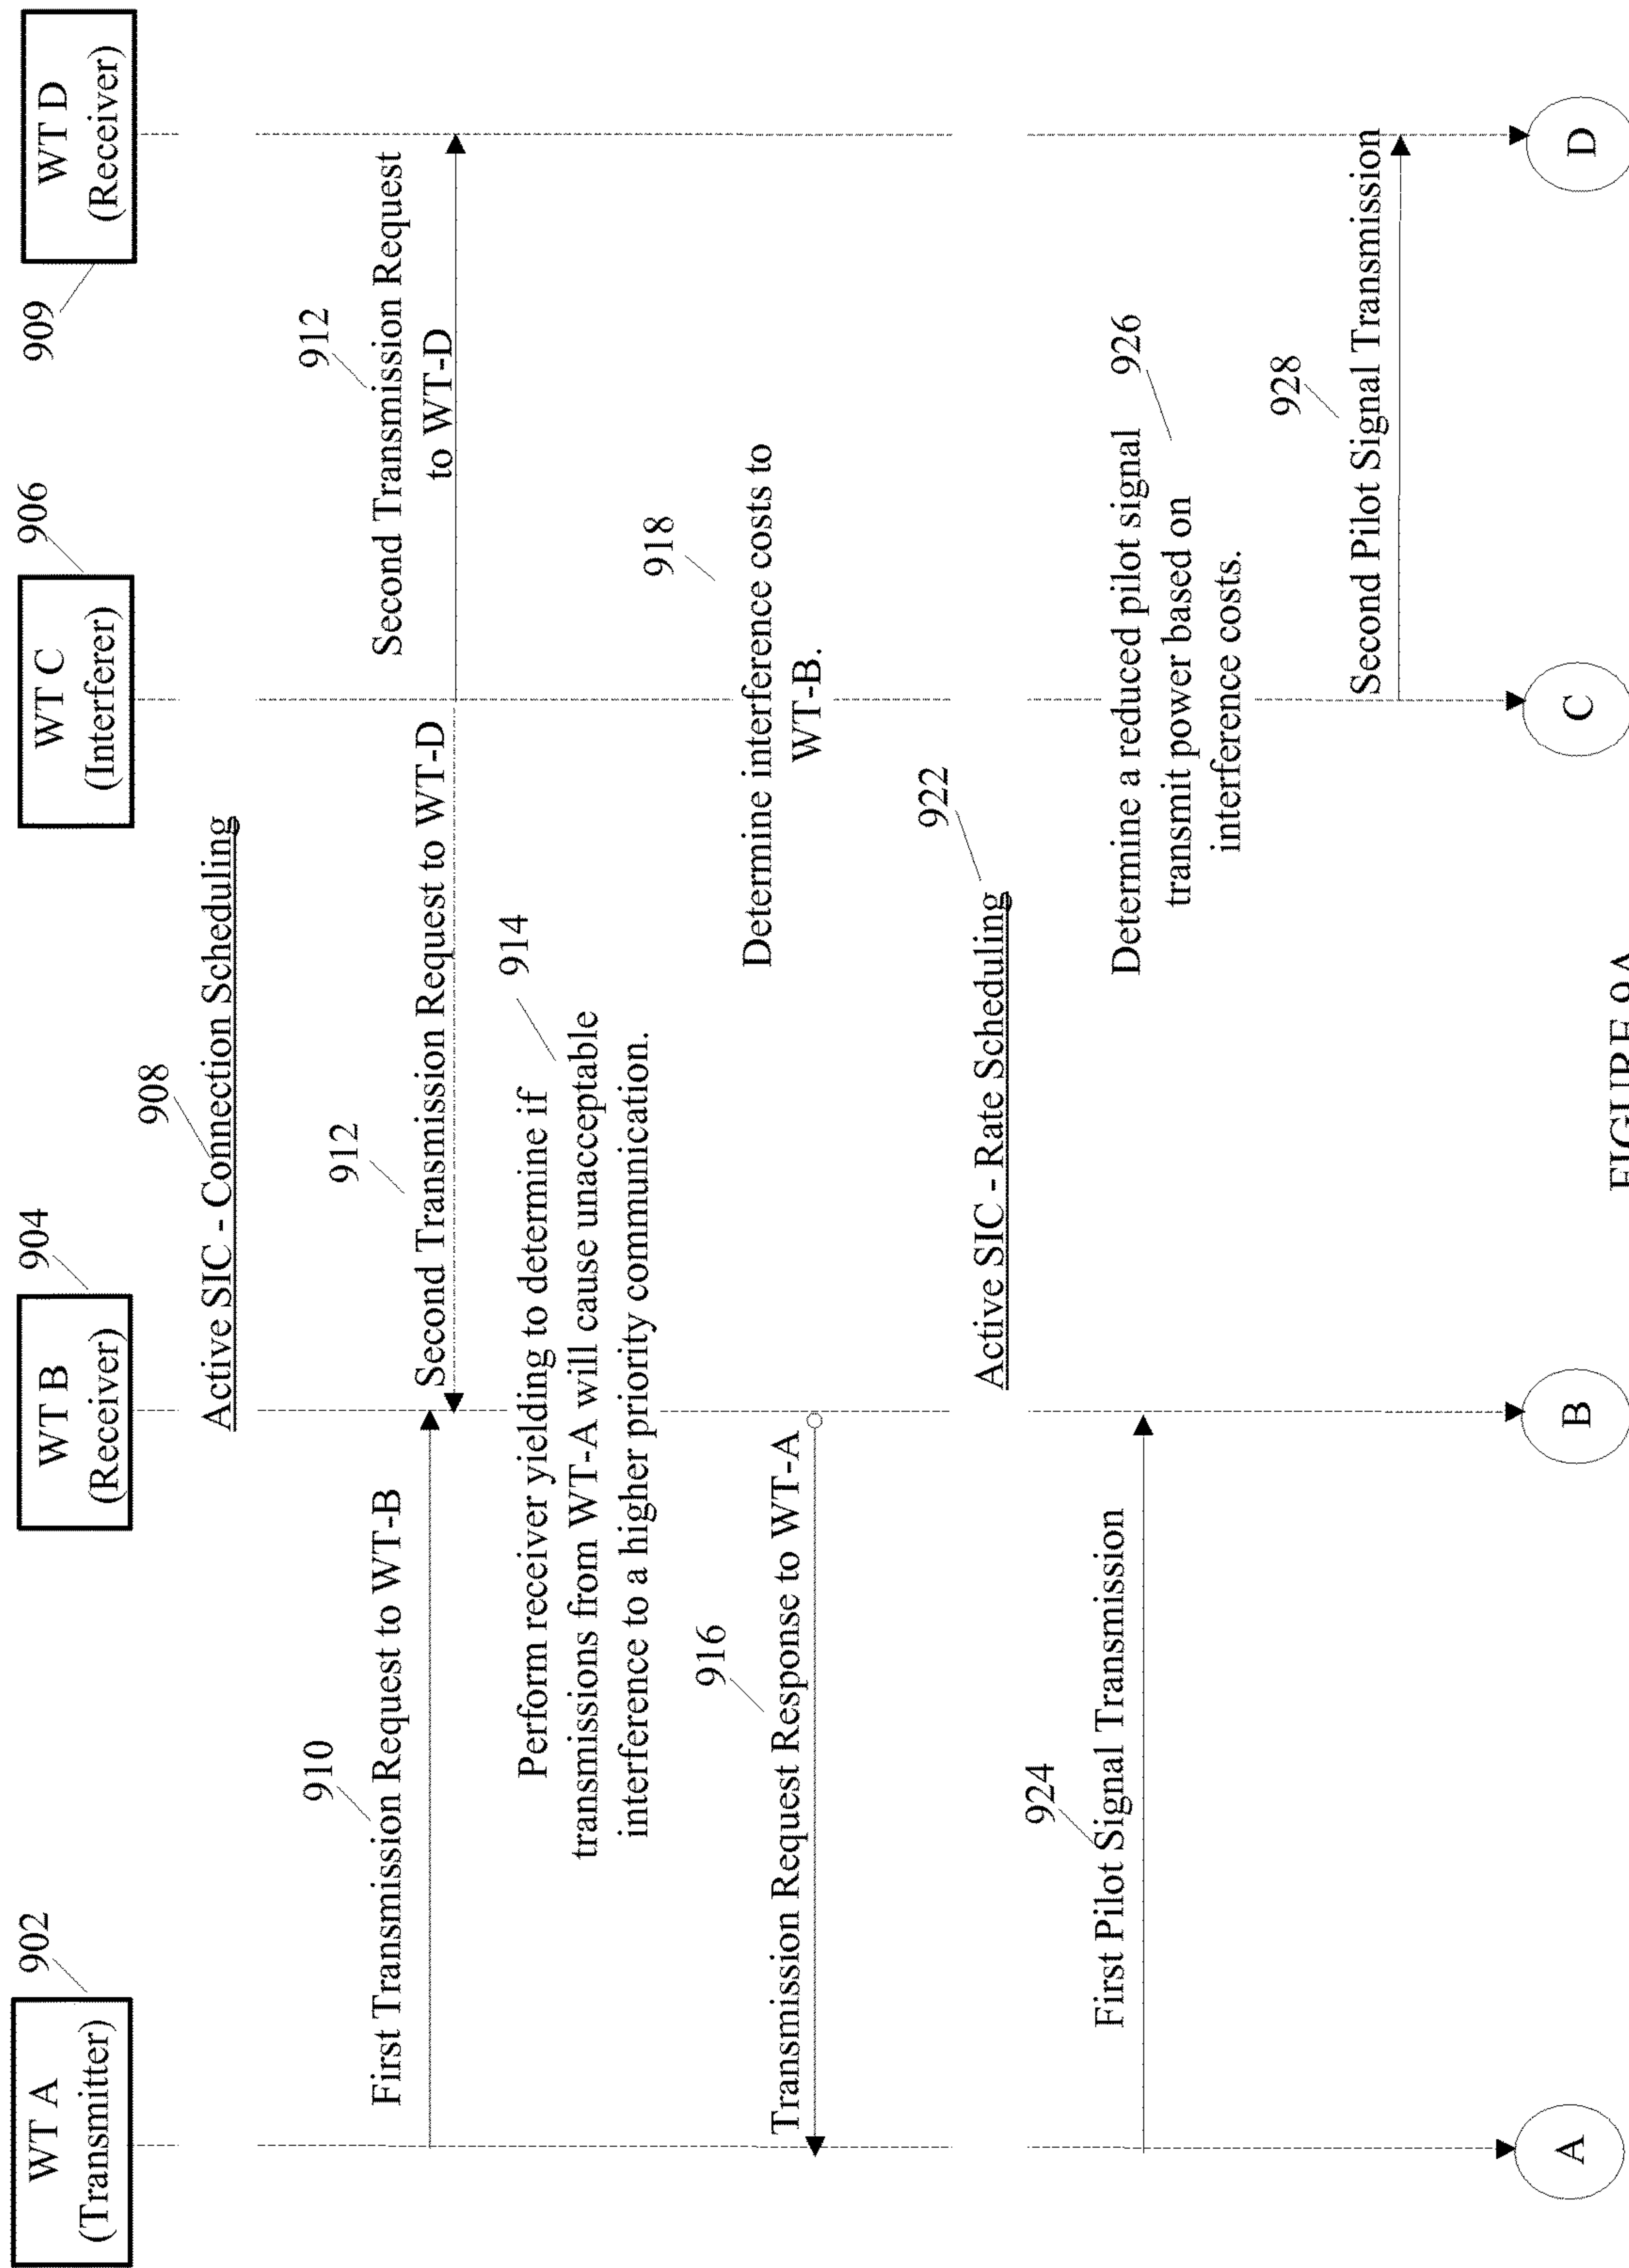 902
WT A
(Transmitter)
904
WT B
(Receiver)
906
WT C
(Interferer)
909
WT D
(Receiver)
908
Active SIC - Connection Scheduling
910
First Transmission Request to WT-B
912
Second Transmission Request to WT-D
912
Second Transmission Request
to WT-D
914
Perform receiver yielding to determine if
transmissions from WT-A will cause unacceptable
interference to a higher priority communication.
916
Transmission Request Response to WT-A
918
Determine interference costs to
WT-B.
922
Active SIC - Rate Scheduling
924
First Pilot Signal Transmission
926
Determine a reduced pilot signal
transmit power based on
interference costs.
928
Second Pilot Signal Transmission
A
B
C
D
FIGURE 9A